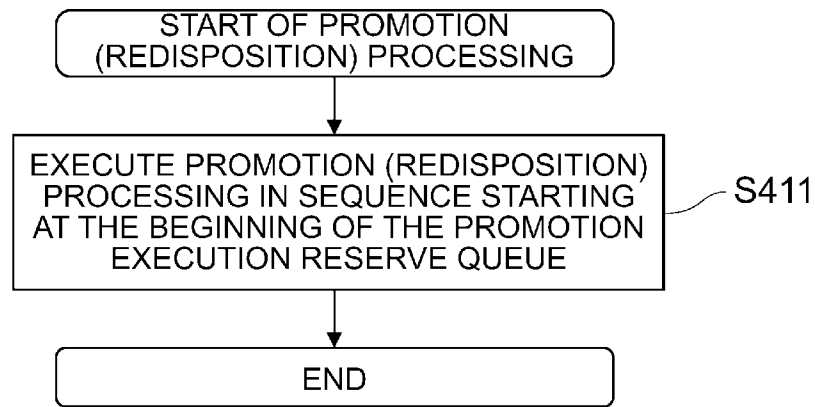 START OF PROMOTION
(REDISPOSITION) PROCESSING
EXECUTE PROMOTION (REDISPOSITION)
PROCESSING IN SEQUENCE STARTING
AT THE BEGINNING OF THE PROMOTION
EXECUTION RESERVE QUEUE
S411
END